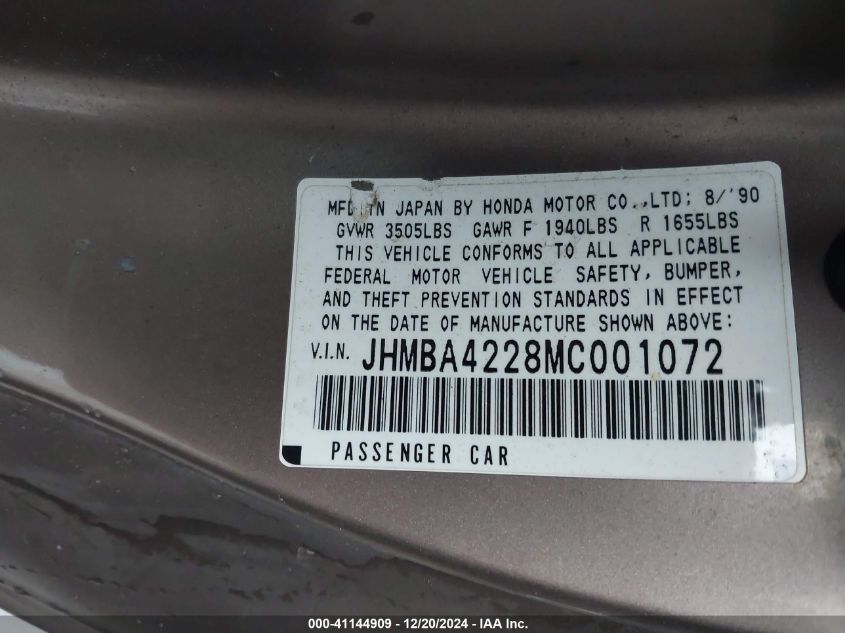 MFD IN JAPAN BY HONDA MOTOR CO.,LTD; 8/'90
GVWR 3505LBS GAWR F 1940LBS R 1655LBS
THIS VEHICLE CONFORMS TO ALL APPLICABLE
FEDERAL MOTOR VEHICLE SAFETY, BUMPER,
AND THEFT PREVENTION STANDARDS IN EFFECT
ON THE DATE OF MANUFACTURE SHOWN ABOVE:
V.I.N. JHMBA4228MC001072
PASSENGER CAR
000-41144909 - 12/20/2024 - IAA Inc.